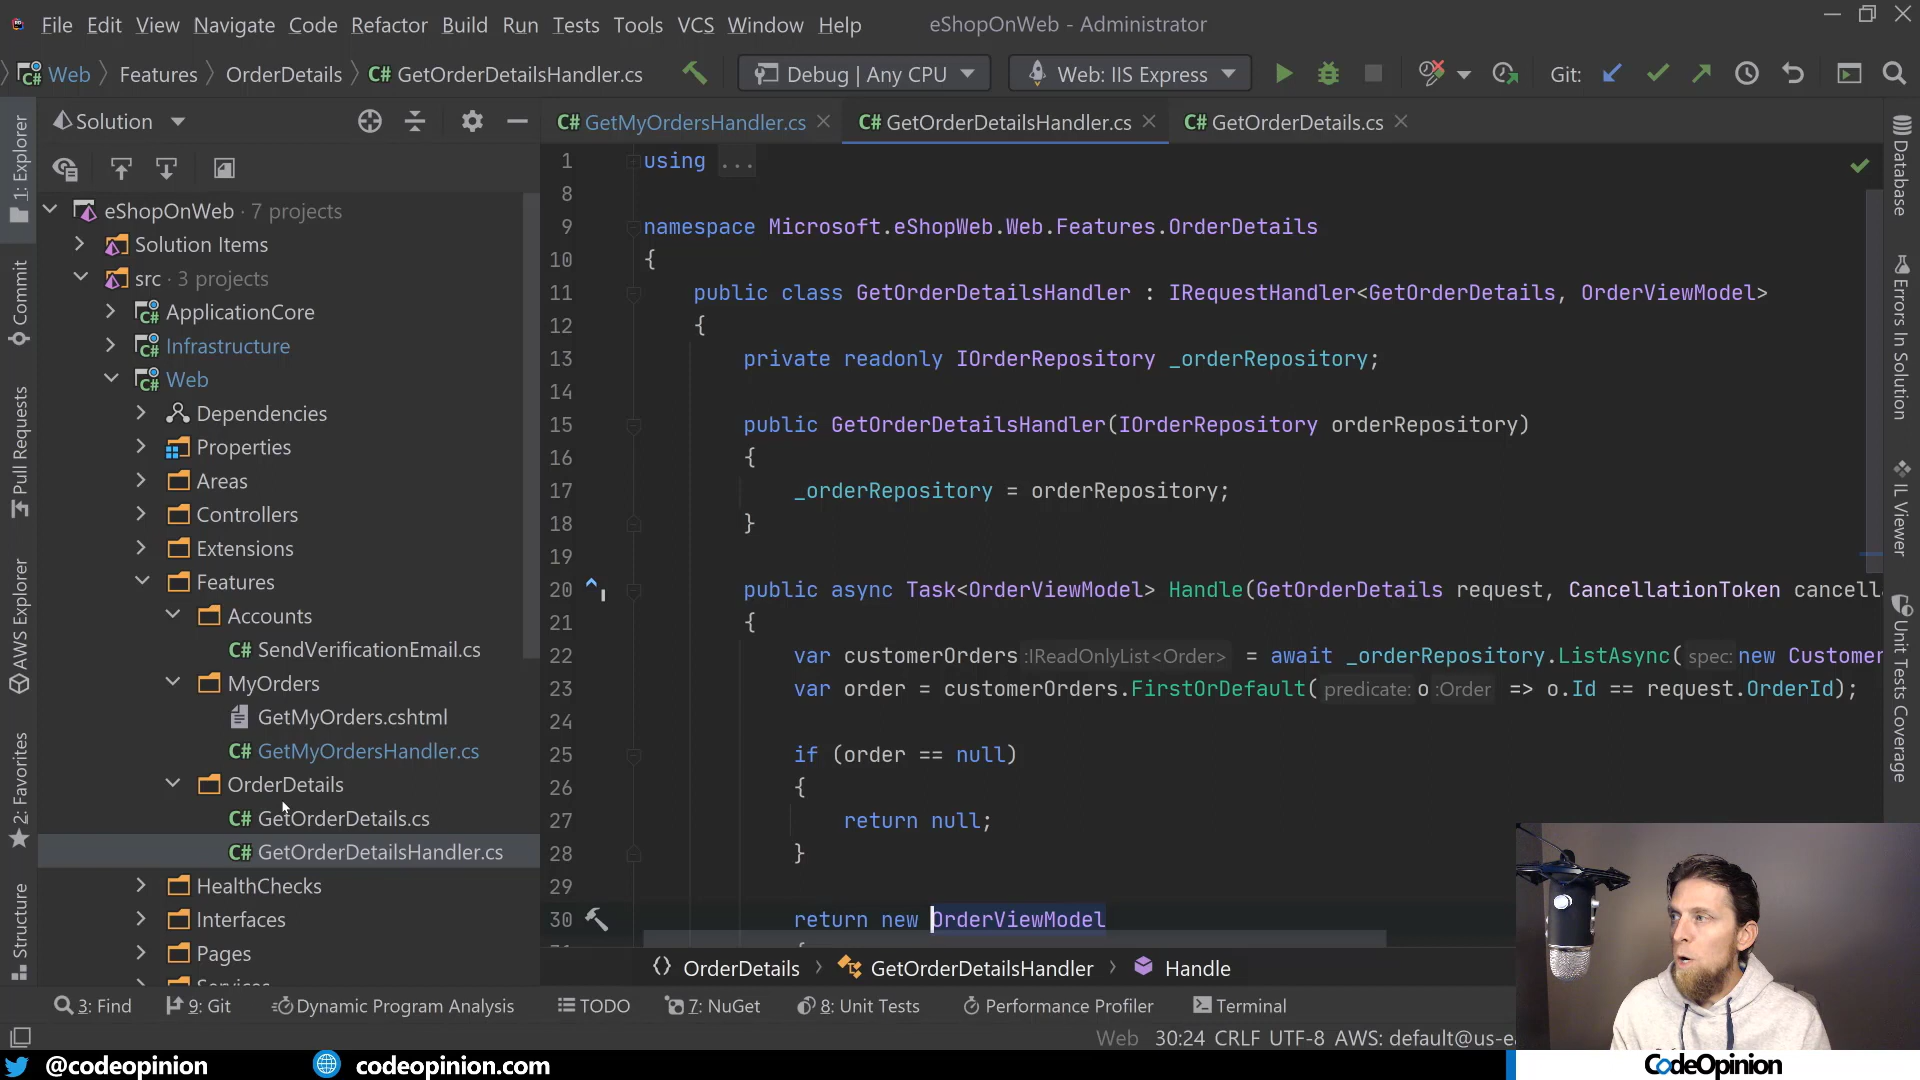 File Edit View Navigate Code Refactor Build Run Tests Tools VCS Window Help eShopOnWeb - Administrator
Web Features OrderDetails C# GetOrderDetailsHandler.cs Debug | Any CPU Web: IIS Express Git:
Solution
C# GetMyOrdersHandler.cs C# GetOrderDetailsHandler.cs C# GetOrderDetails.cs
1: Explorer
Commit
Pull Requests
AWS Explorer
2: Favorites
Structure
eShopOnWeb · 7 projects
Solution Items
src · 3 projects
C# ApplicationCore
C# Infrastructure
C# Web
Dependencies
Properties
Areas
Controllers
Extensions
Features
Accounts
C# SendVerificationEmail.cs
MyOrders
GetMyOrders.cshtml
C# GetMyOrdersHandler.cs
OrderDetails
C# GetOrderDetails.cs
C# GetOrderDetailsHandler.cs
HealthChecks
Interfaces
Pages
Services
1 using ...
8
9 namespace Microsoft.eShopWeb.Web.Features.OrderDetails
10 {
11 public class GetOrderDetailsHandler : IRequestHandler<GetOrderDetails, OrderViewModel>
12 {
13 private readonly IOrderRepository _orderRepository;
14
15 public GetOrderDetailsHandler(IOrderRepository orderRepository)
16 {
17 _orderRepository = orderRepository;
18 }
19
20 public async Task<OrderViewModel> Handle(GetOrderDetails request, CancellationToken cancell
21 {
22 var customerOrders :IReadOnlyList<Order> = await _orderRepository.ListAsync( spec: new Customer
23 var order = customerOrders.FirstOrDefault( predicate: o :Order => o.Id == request.OrderId);
24
25 if (order == null)
26 {
27 return null;
28 }
29
30 return new OrderViewModel
Database
Errors In Solution
IL Viewer
Unit Tests Coverage
OrderDetails GetOrderDetailsHandler Handle
3: Find 9: Git Dynamic Program Analysis TODO 7: NuGet 8: Unit Tests Performance Profiler Terminal
Web 30:24 CRLF UTF-8 AWS: default@us-ea
@codeopinion codeopinion.com
CodeOpinion